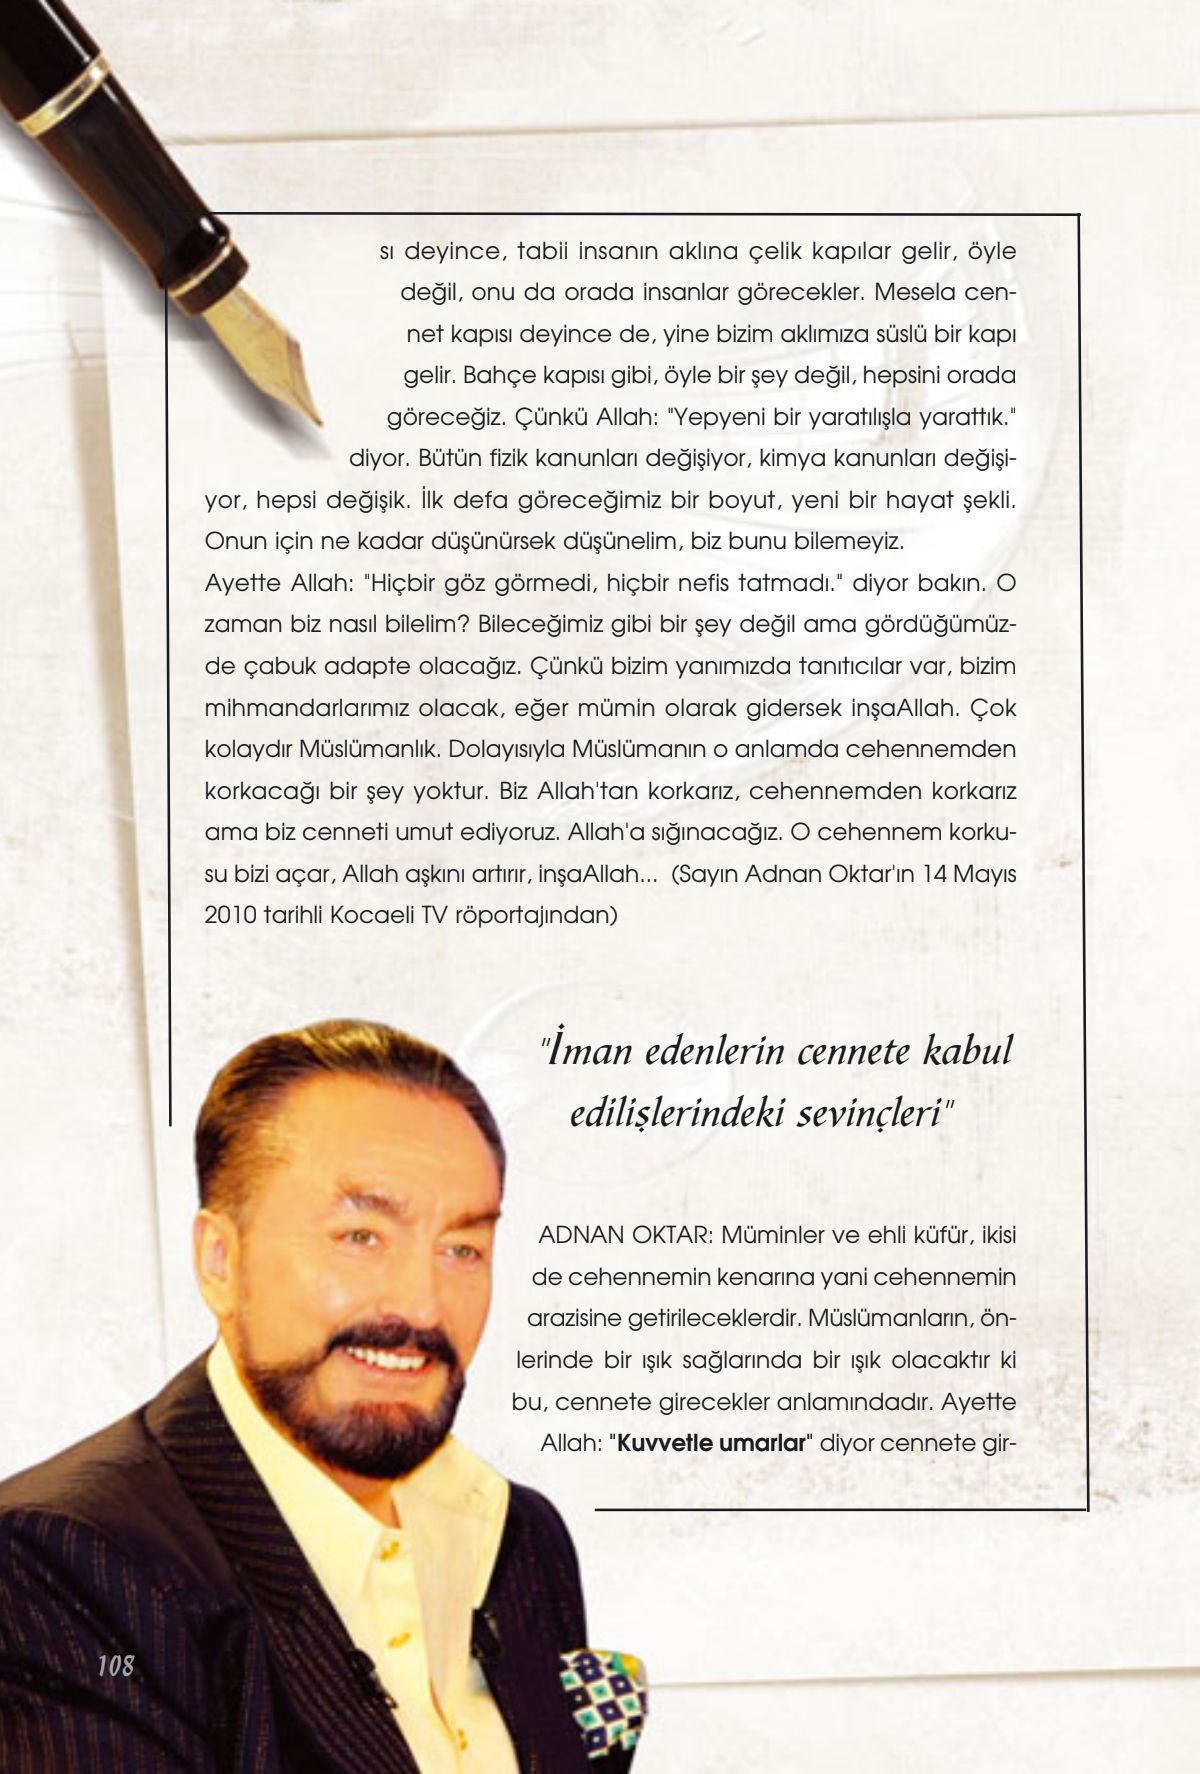 sı deyince, tabii insanın aklına çelik kapılar gelir, öyle
değil, onu da orada insanlar görecekler. Mesela cen-
net kapısı deyince de, yine bizim aklımıza süslü bir kapı
gelir. Bahçe kapısı gibi, öyle bir şey değil, hepsini orada
göreceğiz. Çünkü Allah: "Yepyeni bir yaratılışla yarattık."
diyor. Bütün fizik kanunları değişiyor, kimya kanunları değişi-
yor, hepsi değişik. İlk defa göreceğimiz bir boyut, yeni bir hayat şekli.
Onun için ne kadar düşünürsek düşünelim, biz bunu bilemeyiz.
Ayette Allah: "Hiçbir göz görmedi, hiçbir nefis tatmadı." diyor bakın. O
zaman biz nasıl bilelim? Bileceğimiz gibi bir şey değil ama gördüğümüz-
de çabuk adapte olacağız. Çünkü bizim yanımızda tanıtıcılar var, bizim
mihmandarlarımız olacak, eğer mümin olarak gidersek inşaAllah. Çok
kolaydır Müslümanlık. Dolayısıyla Müslümanın o anlamda cehennemden
korkacağı bir şey yoktur. Biz Allah'tan korkarız, cehennemden korkarız
ama biz cenneti umut ediyoruz. Allah'a sığınacağız. O cehennem korku-
su bizi açar, Allah aşkını artırır, inşaAllah... (Sayın Adnan Oktar'ın 14 Mayıs
2010 tarihli Kocaeli TV röportajından)
"İman edenlerin cennete kabul
edilişlerindeki sevinçleri"
ADNAN OKTAR: Müminler ve ehli küfür, ikisi
de cehennemin kenarına yani cehennemin
arazisine getirileceklerdir. Müslümanların, ön-
lerinde bir ışık sağlarında bir ışık olacaktır ki
bu, cennete girecekler anlamındadır. Ayette
Allah: "Kuvvetle umarlar" diyor cennete gir-
108